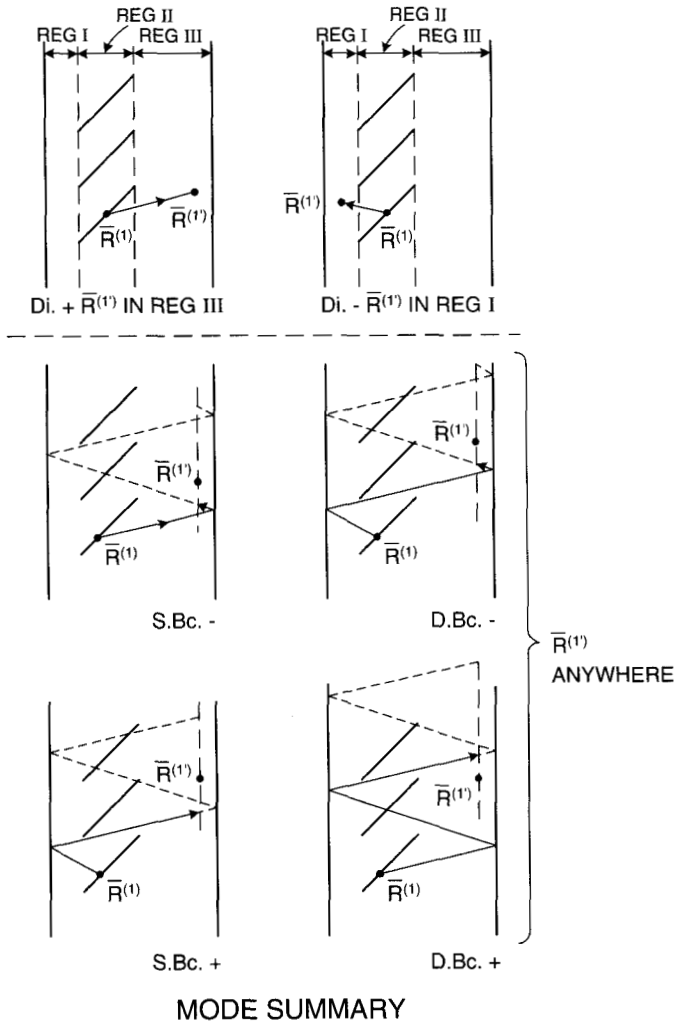 REG II
REG I REG III
R̅⁽¹⁾ R̅⁽¹'⁾
Di. + R̅⁽¹'⁾ IN REG III
REG II
REG I REG III
R̅⁽¹'⁾ R̅⁽¹⁾
Di. - R̅⁽¹'⁾ IN REG I
R̅⁽¹'⁾
R̅⁽¹⁾
S.Bc. -
R̅⁽¹'⁾
R̅⁽¹⁾
D.Bc. -
R̅⁽¹'⁾
ANYWHERE
R̅⁽¹'⁾
R̅⁽¹⁾
S.Bc. +
R̅⁽¹'⁾
R̅⁽¹⁾
D.Bc. +
MODE SUMMARY